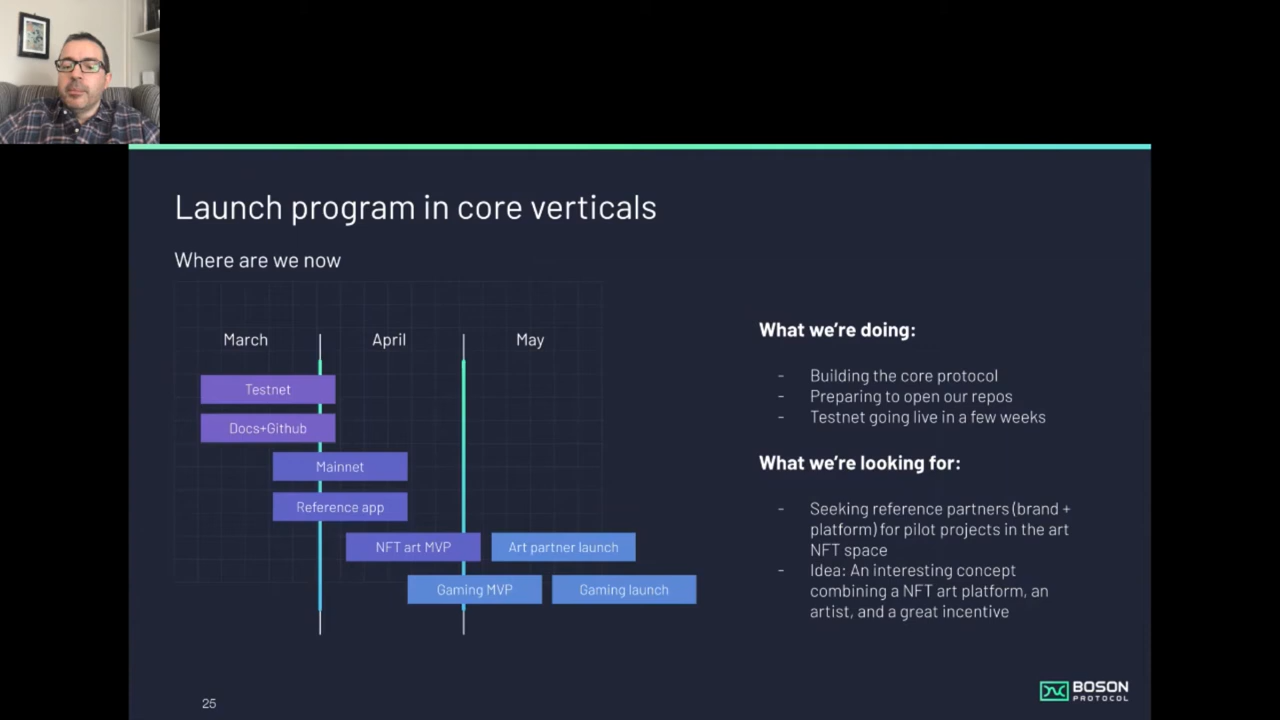 Launch program in core verticals
Where are we now
March
April
May
Testnet
Docs+Github
Mainnet
Reference app
NFT art MVP
Art partner launch
Gaming MVP
Gaming launch
What we're doing:
- Building the core protocol
- Preparing to open our repos
- Testnet going live in a few weeks
What we're looking for:
- Seeking reference partners (brand +
platform) for pilot projects in the art
NFT space
- Idea: An interesting concept
combining a NFT art platform, an
artist, and a great incentive
25
BOSON
PROTOCOL